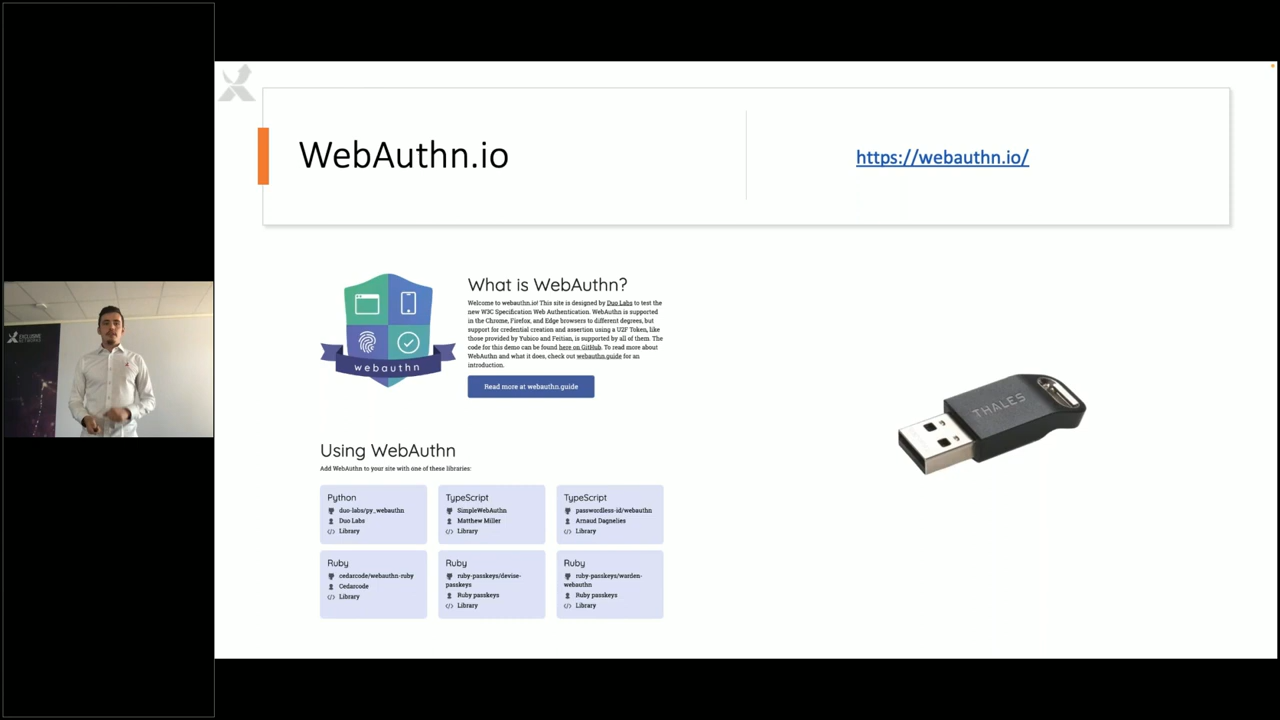 EXCLUSIVE
NETWORKS
WebAuthn.io
https://webauthn.io/
webauthn
What is WebAuthn?
Welcome to webauthn.io! This site is designed by Duo Labs to test the
new W3C Specification Web Authentication. WebAuthn is supported
in the Chrome, Firefox, and Edge browsers to different degrees, but
support for credential creation and assertion using a U2F Token, like
those provided by Yubico and Feitian, is supported by all of them. The
code for this demo can be found here on GitHub. To read more about
WebAuthn and what it does, check out webauthn.guide for an
introduction.
Read more at webauthn.guide
THALES
Using WebAuthn
Add WebAuthn to your site with one of these libraries:
Python
duo-labs/py_webauthn
Duo Labs
Library
TypeScript
SimpleWebAuthn
Matthew Miller
Library
TypeScript
passwordless-id/webauthn
Arnaud Dagnelies
Library
Ruby
cedarcode/webauthn-ruby
Cedarcode
Library
Ruby
ruby-passkeys/devise-
passkeys
Ruby passkeys
Library
Ruby
ruby-passkeys/warden-
webauthn
Ruby passkeys
Library